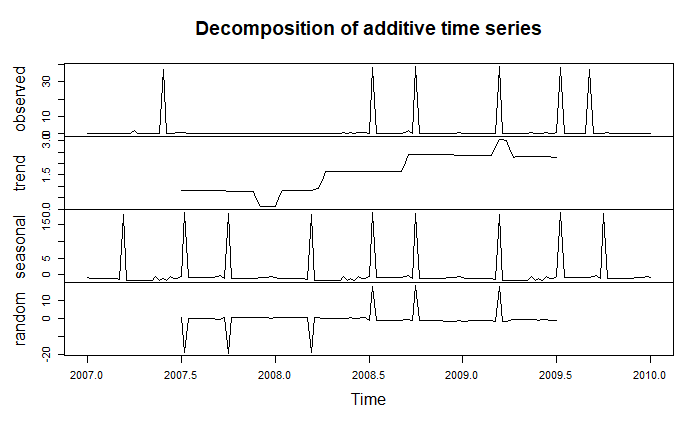 Decomposition of additive time series
observed
0 10 30
trend
0.0 1.5 3.0
seasonal
0 5 15
random
-20 0 10
2007.0 2007.5 2008.0 2008.5 2009.0 2009.5 2010.0
Time